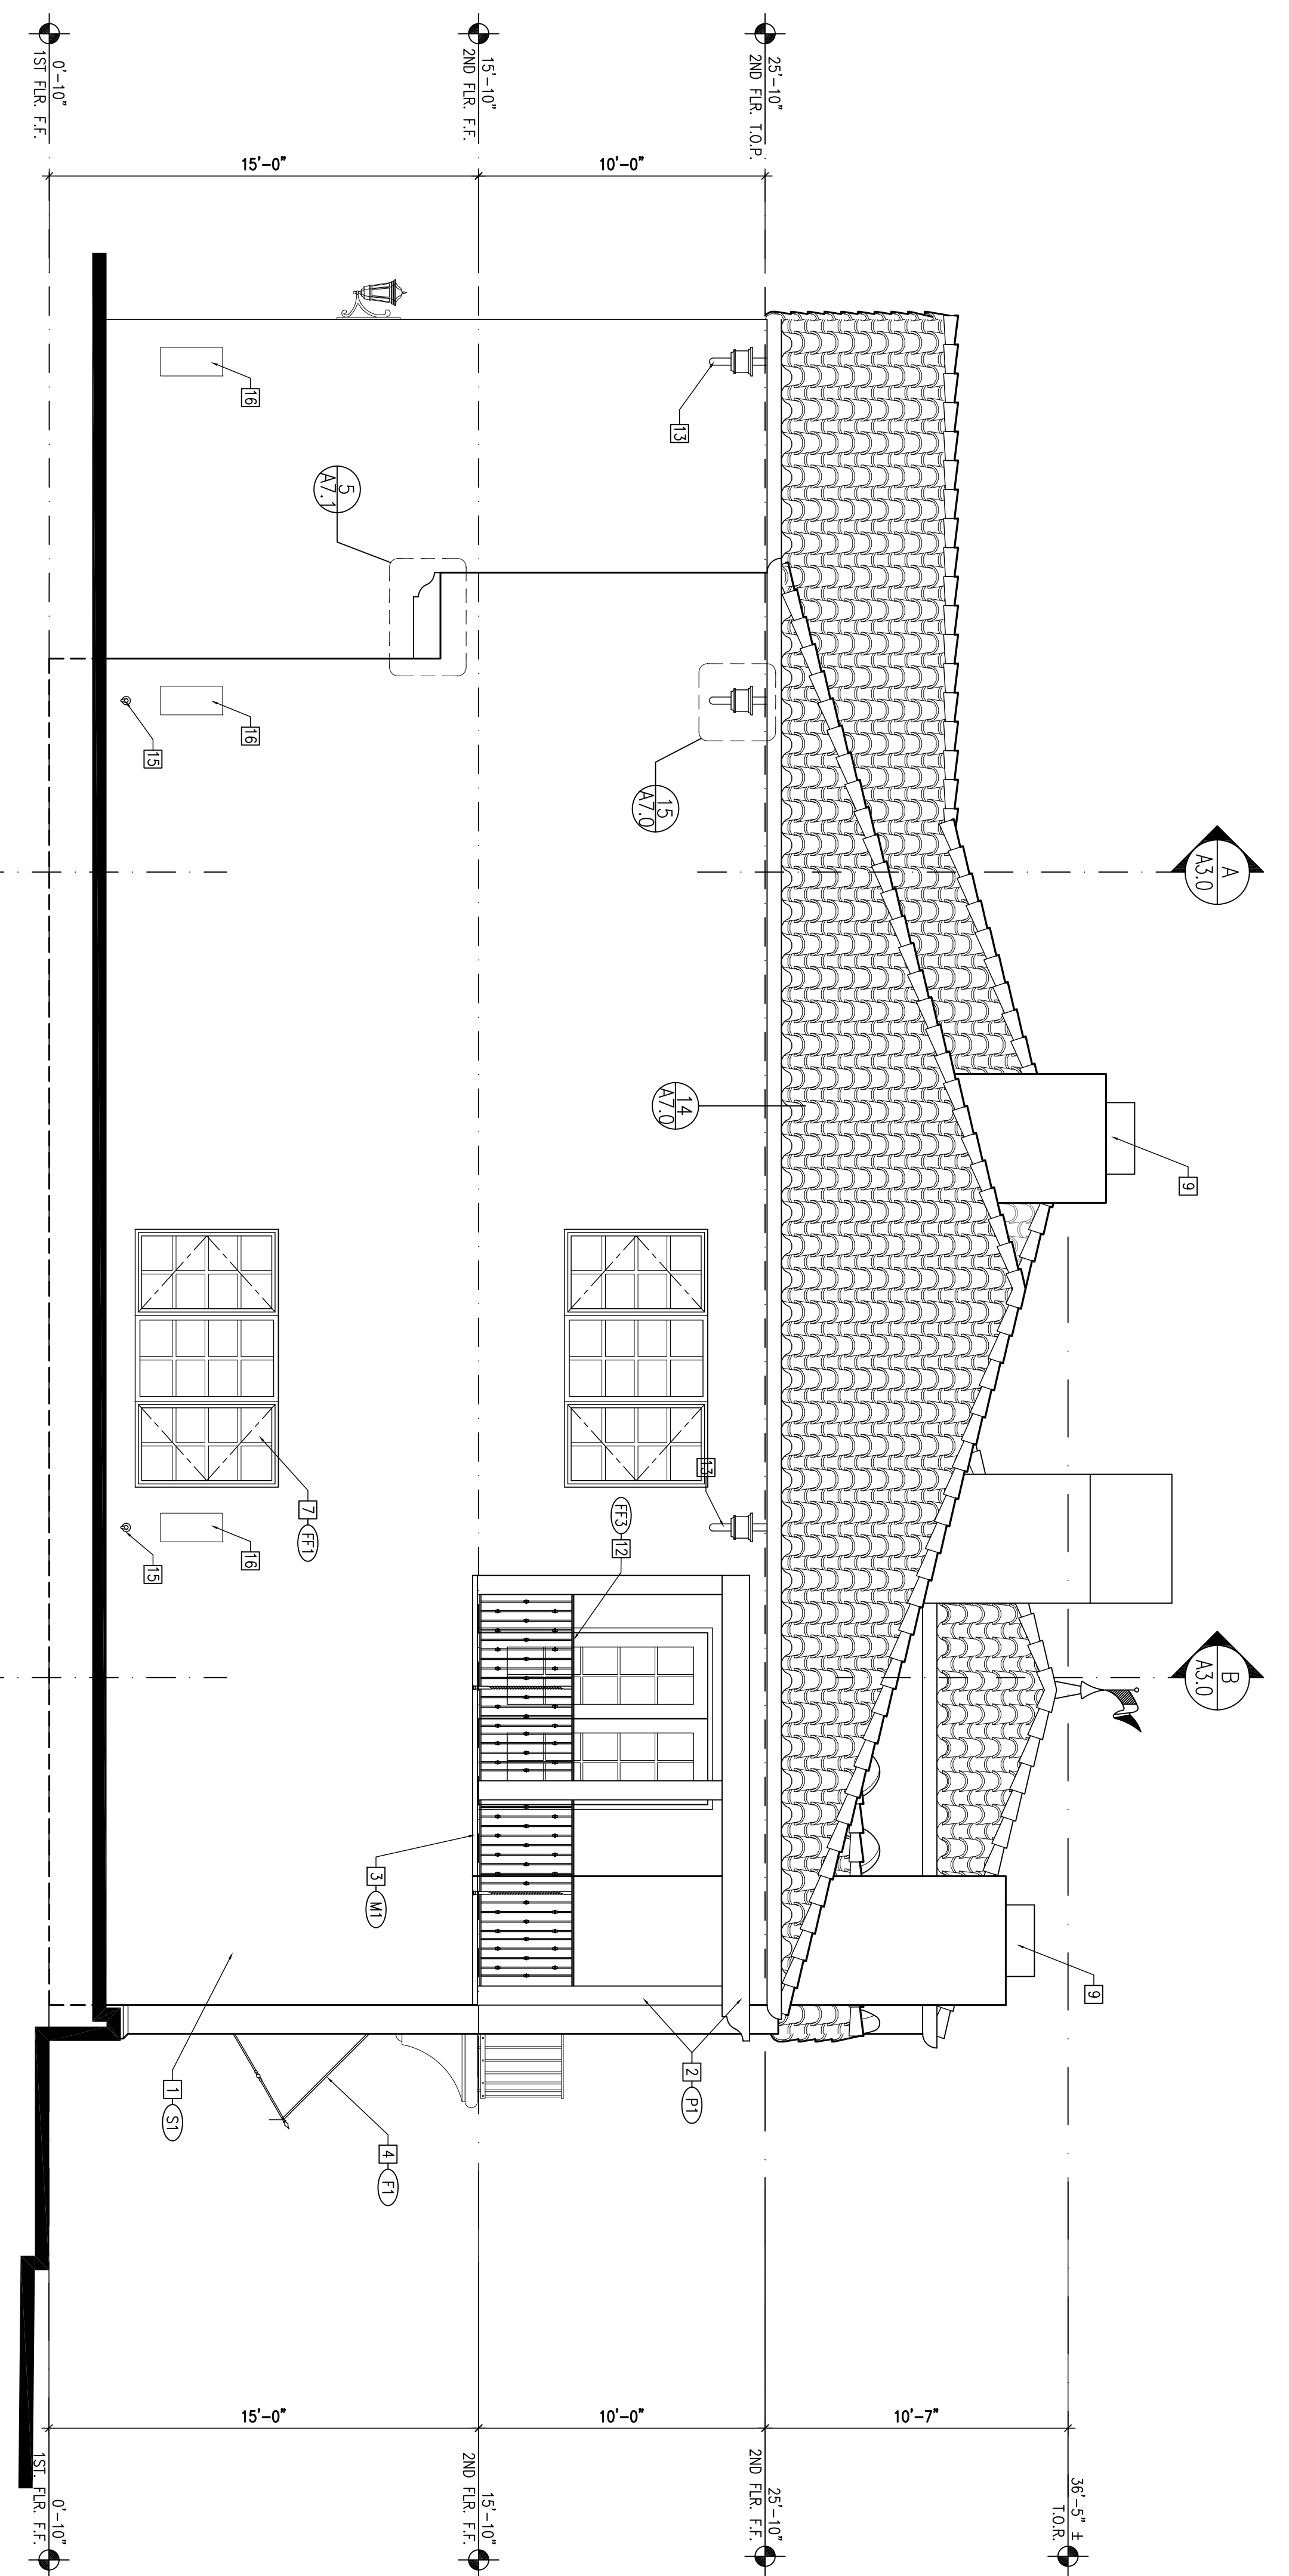 A
A3.0
B
A3.0
9
9
36'-5" ±
T.O.R.
10'-7"
25'-10"
2ND FLR. T.O.P.
25'-10"
2ND FLR. F.F.
13
15
A7.0
14
A7.0
13
FF3
12
2
P1
10'-0"
10'-0"
15'-10"
2ND FLR. F.F.
15'-10"
2ND FLR. F.F.
5
A7.1
3
M1
4
F1
7
FF1
16
16
16
15'-0"
15'-0"
15
15
1
S1
0'-10"
1ST FLR. F.F.
0'-10"
1ST. FLR. F.F.